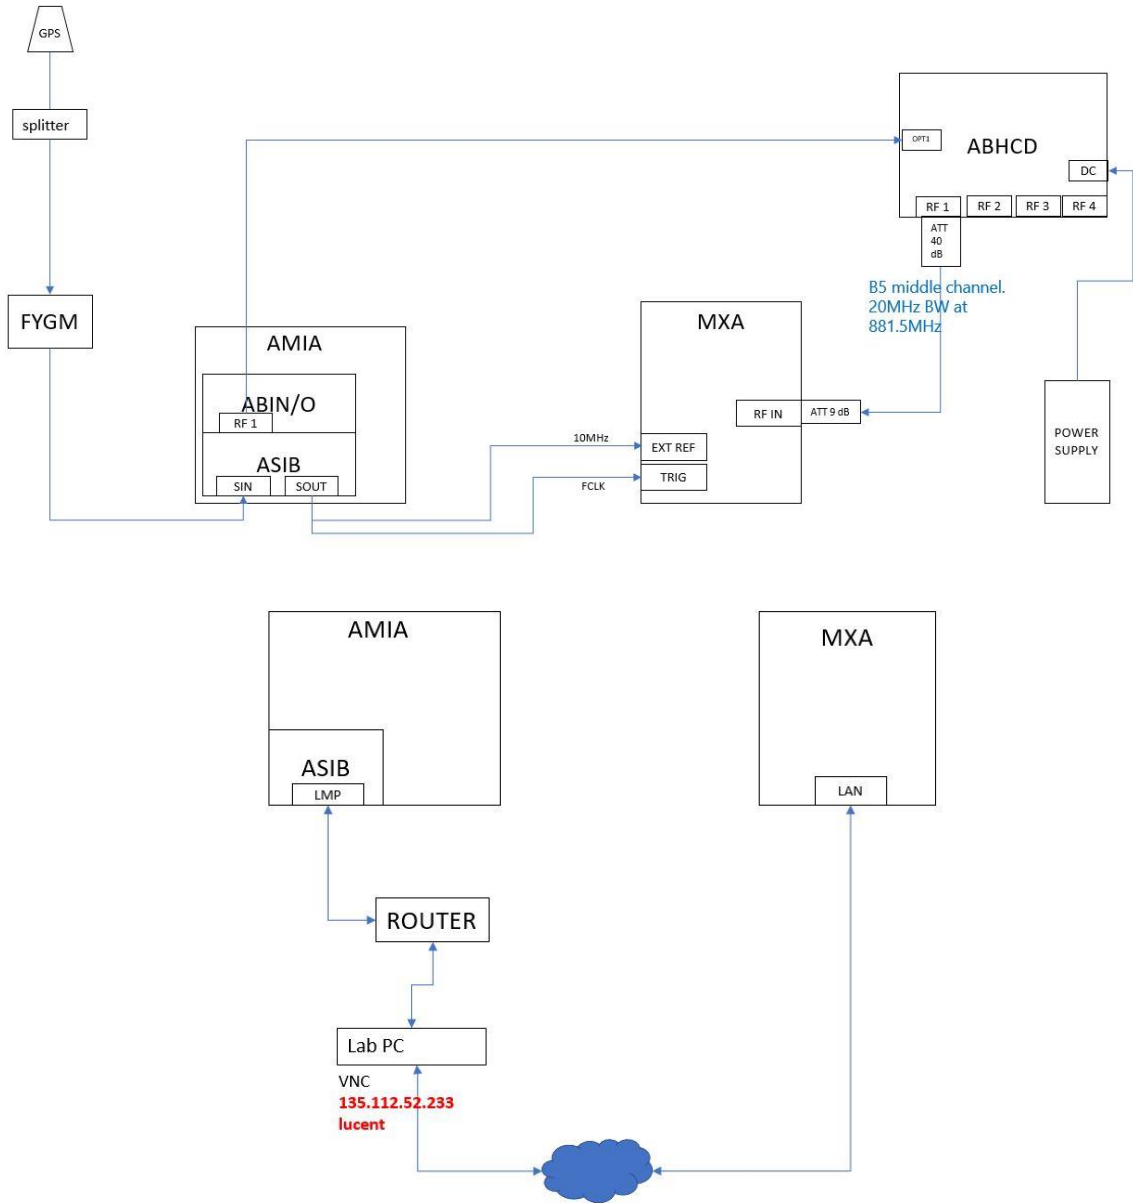 GPS
splitter
FYGM
AMIA
ABIN/O
RF 1
ASIB
SIN
SOUT
10MHz
FCLK
MXA
RF IN
ATT 9 dB
EXT REF
TRIG
ABHCD
OPT1
DC
RF 1
RF 2
RF 3
RF 4
ATT
40
dB
B5 middle channel.
20MHz BW at
881.5MHz
POWER
SUPPLY
AMIA
ASIB
LMP
MXA
LAN
ROUTER
Lab PC
VNC
135.112.52.233
lucent